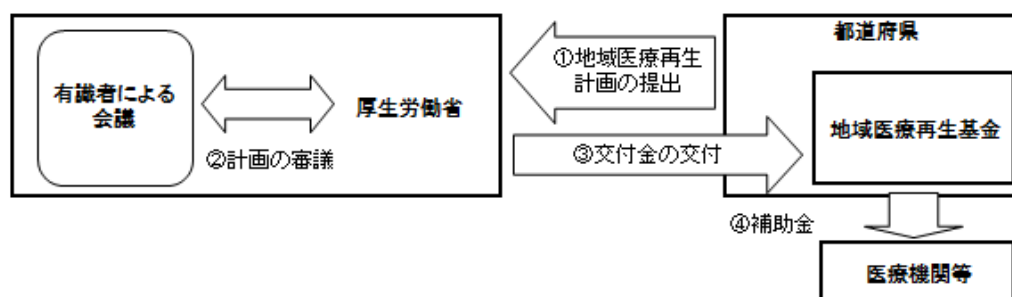 都道府県
①地域医療再生
計画の提出
有識者による
会議
厚生労働省
地域医療再生基金
②計画の審議
③交付金の交付
④補助金
医療機関等